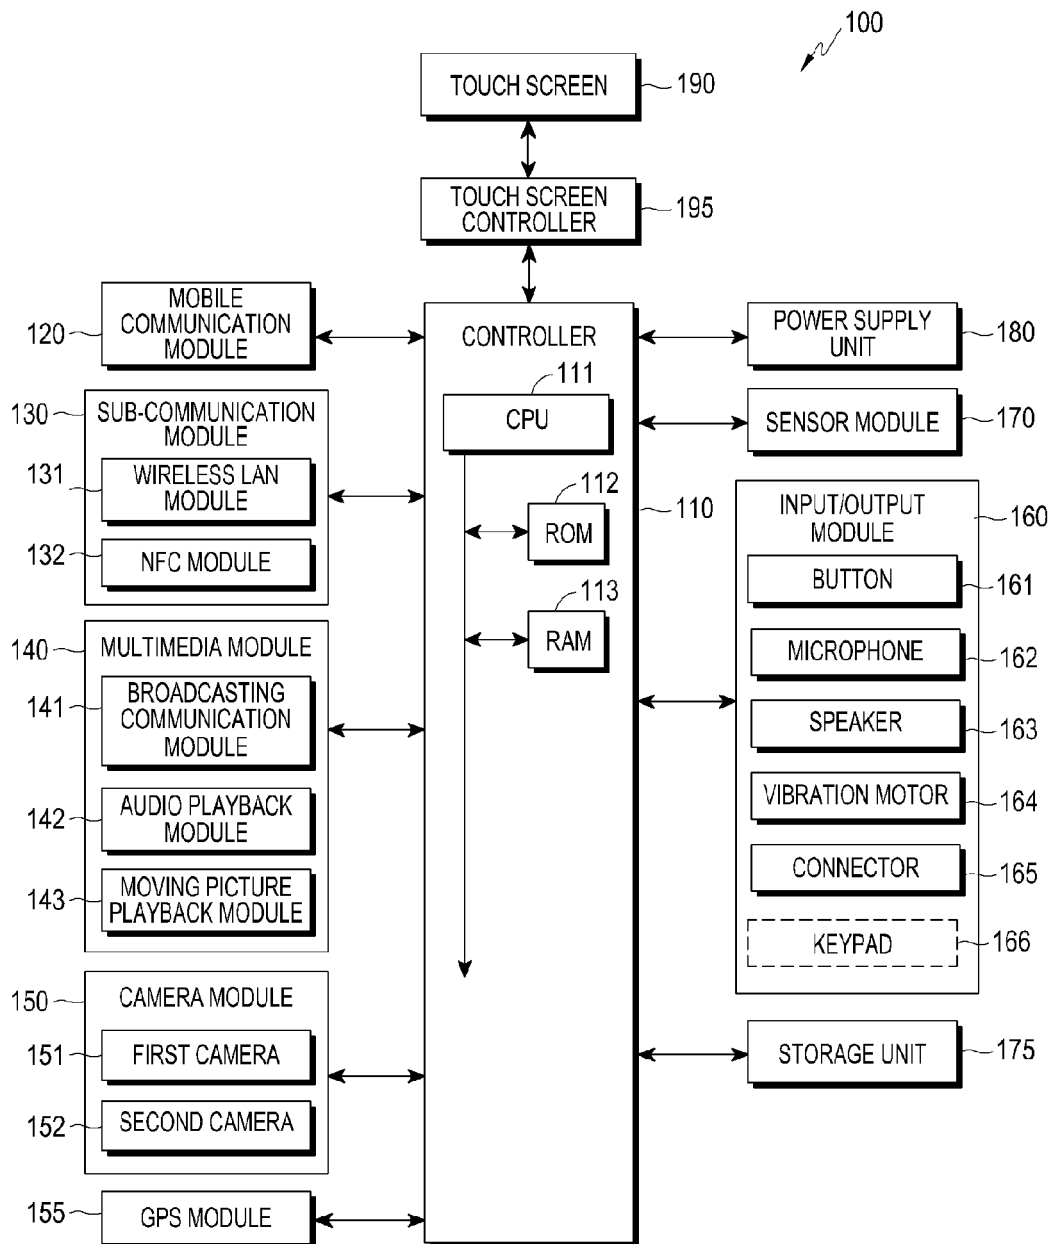 100
TOUCH SCREEN
190
TOUCH SCREEN
CONTROLLER
195
MOBILE
COMMUNICATION
MODULE
120
130
SUB-COMMUNICATION
MODULE
131
WIRELESS LAN
MODULE
132
NFC MODULE
140
MULTIMEDIA MODULE
141
BROADCASTING
COMMUNICATION
MODULE
142
AUDIO PLAYBACK
MODULE
143
MOVING PICTURE
PLAYBACK MODULE
150
CAMERA MODULE
151
FIRST CAMERA
152
SECOND CAMERA
155
GPS MODULE
CONTROLLER
111
CPU
112
ROM
110
113
RAM
POWER SUPPLY
UNIT
180
SENSOR MODULE
170
INPUT/OUTPUT
MODULE
160
BUTTON
161
MICROPHONE
162
SPEAKER
163
VIBRATION MOTOR
164
CONNECTOR
165
KEYPAD
166
STORAGE UNIT
175